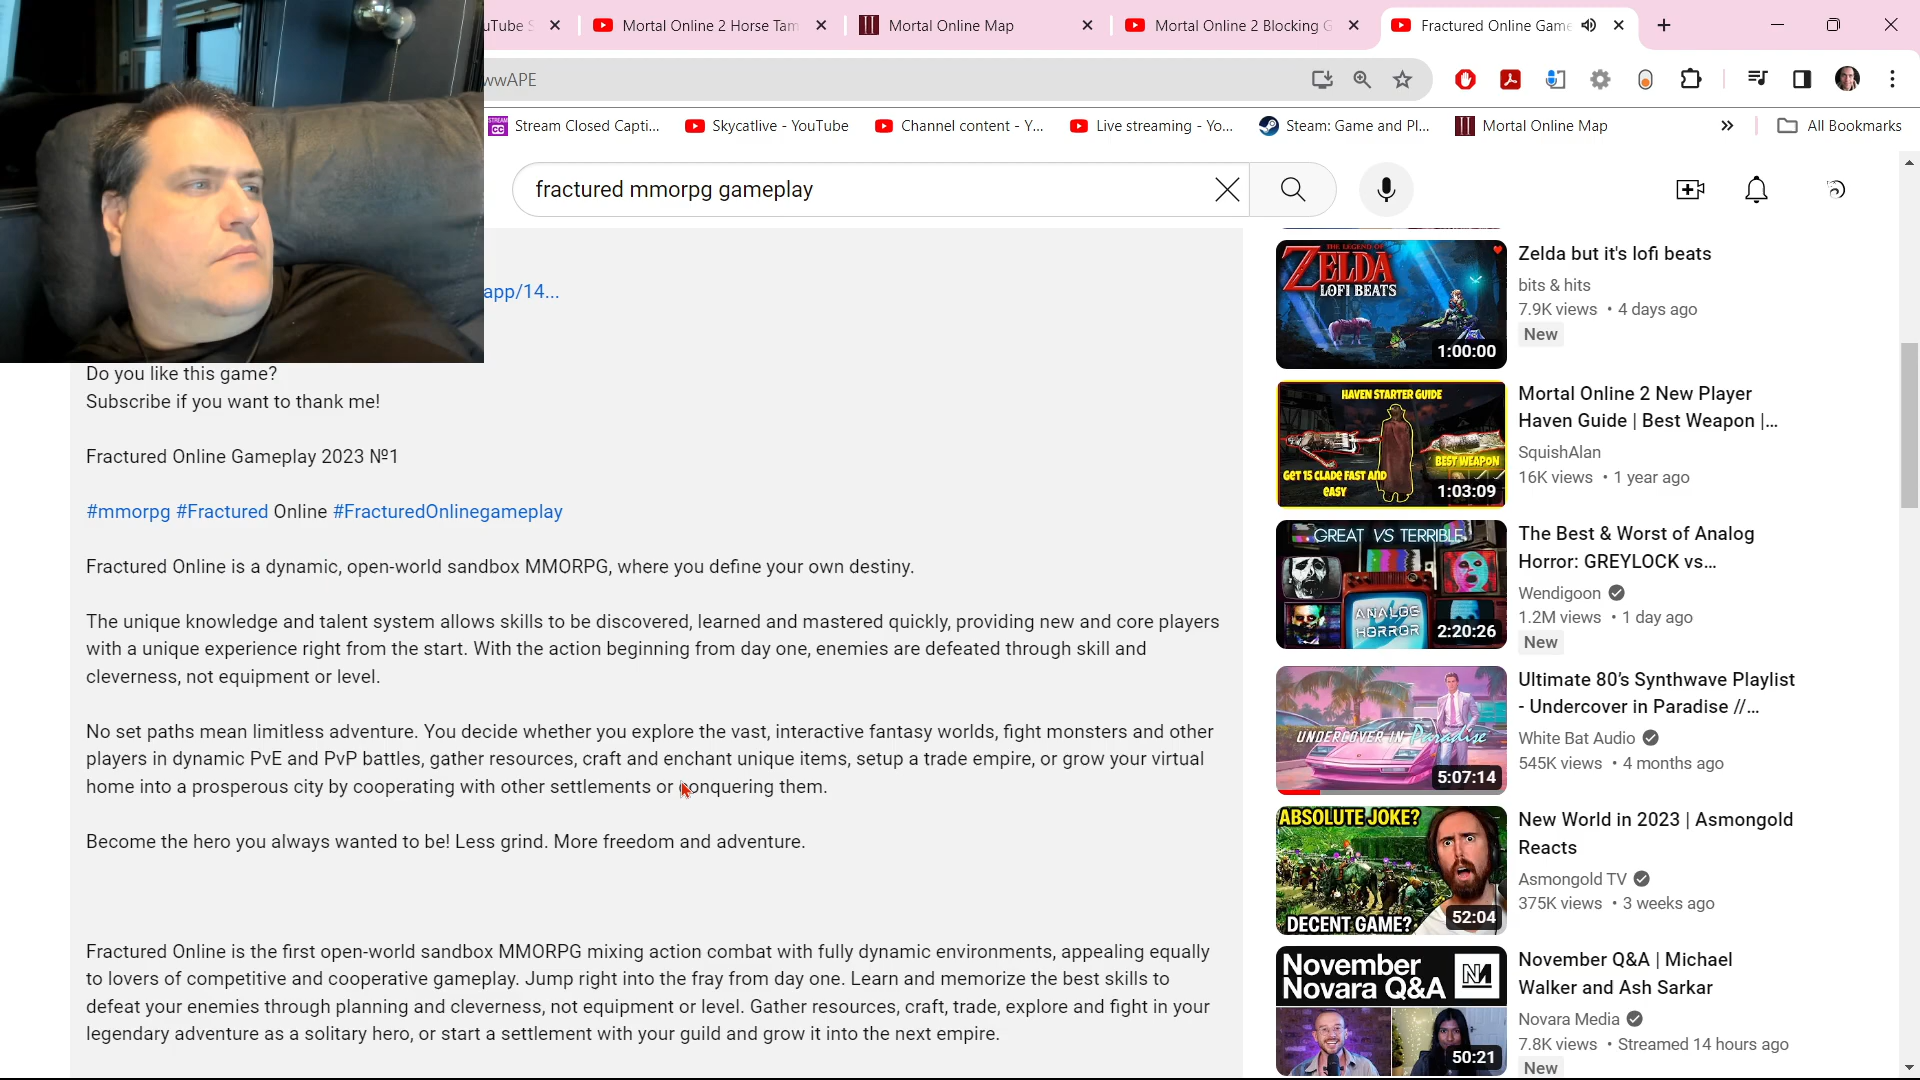 uTube S
Mortal Online 2 Horse Tam
Mortal Online Map
Mortal Online 2 Blocking G
Fractured Online Game
wwAPE
STREAM
CC
Stream Closed Capti...
Skycatlive - YouTube
Channel content - Y...
Live streaming - Yo...
Steam: Game and Pl...
Mortal Online Map
»
All Bookmarks
fractured mmorpg gameplay
app/14...
Do you like this game?
Subscribe if you want to thank me!
Fractured Online Gameplay 2023 №1
#mmorpg #Fractured Online #FracturedOnlinegameplay
Fractured Online is a dynamic, open-world sandbox MMORPG, where you define your own destiny.
The unique knowledge and talent system allows skills to be discovered, learned and mastered quickly, providing new and core players
with a unique experience right from the start. With the action beginning from day one, enemies are defeated through skill and
cleverness, not equipment or level.
No set paths mean limitless adventure. You decide whether you explore the vast, interactive fantasy worlds, fight monsters and other
players in dynamic PvE and PvP battles, gather resources, craft and enchant unique items, setup a trade empire, or grow your virtual
home into a prosperous city by cooperating with other settlements or conquering them.
Become the hero you always wanted to be! Less grind. More freedom and adventure.
Fractured Online is the first open-world sandbox MMORPG mixing action combat with fully dynamic environments, appealing equally
to lovers of competitive and cooperative gameplay. Jump right into the fray from day one. Learn and memorize the best skills to
defeat your enemies through planning and cleverness, not equipment or level. Gather resources, craft, trade, explore and fight in your
legendary adventure as a solitary hero, or start a settlement with your guild and grow it into the next empire.
THE LEGEND OF
ZELDA
LOFI BEATS
1:00:00
Zelda but it's lofi beats
bits & hits
7.9K views • 4 days ago
New
HAVEN STARTER GUIDE
BEST WEAPON
GET 15 CLADE FAST AND
EASY
1:03:09
Mortal Online 2 New Player
Haven Guide | Best Weapon |...
SquishAlan
16K views • 1 year ago
GREAT VS TERRIBLE
ANALOG
HORROR
2:20:26
The Best & Worst of Analog
Horror: GREYLOCK vs...
Wendigoon
1.2M views • 1 day ago
New
UNDERCOVER IN Paradise
5:07:14
Ultimate 80's Synthwave Playlist
- Undercover in Paradise //...
White Bat Audio
545K views • 4 months ago
ABSOLUTE JOKE?
DECENT GAME?
52:04
New World in 2023 | Asmongold
Reacts
Asmongold TV
375K views • 3 weeks ago
November
Novara Q&A
50:21
November Q&A | Michael
Walker and Ash Sarkar
Novara Media
7.8K views • Streamed 14 hours ago
New